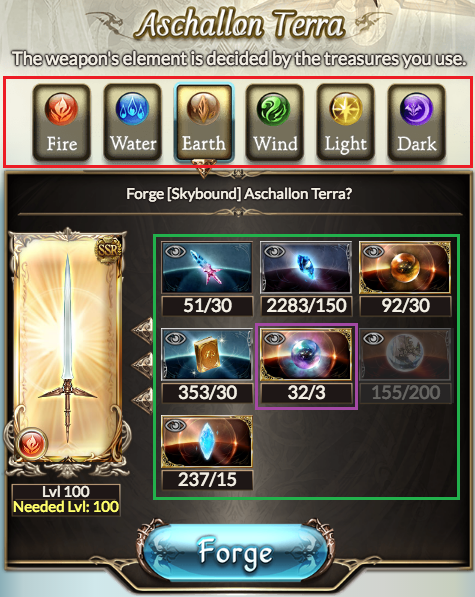 Aschallon Terra
The weapon's element is decided by the treasures you use.
Fire Water Earth Wind Light Dark
Forge [Skybound] Aschallon Terra?
SSR
51/30 2283/150 92/30
353/30 32/3 155/200
237/15
Lvl 100
Needed Lvl: 100
Forge